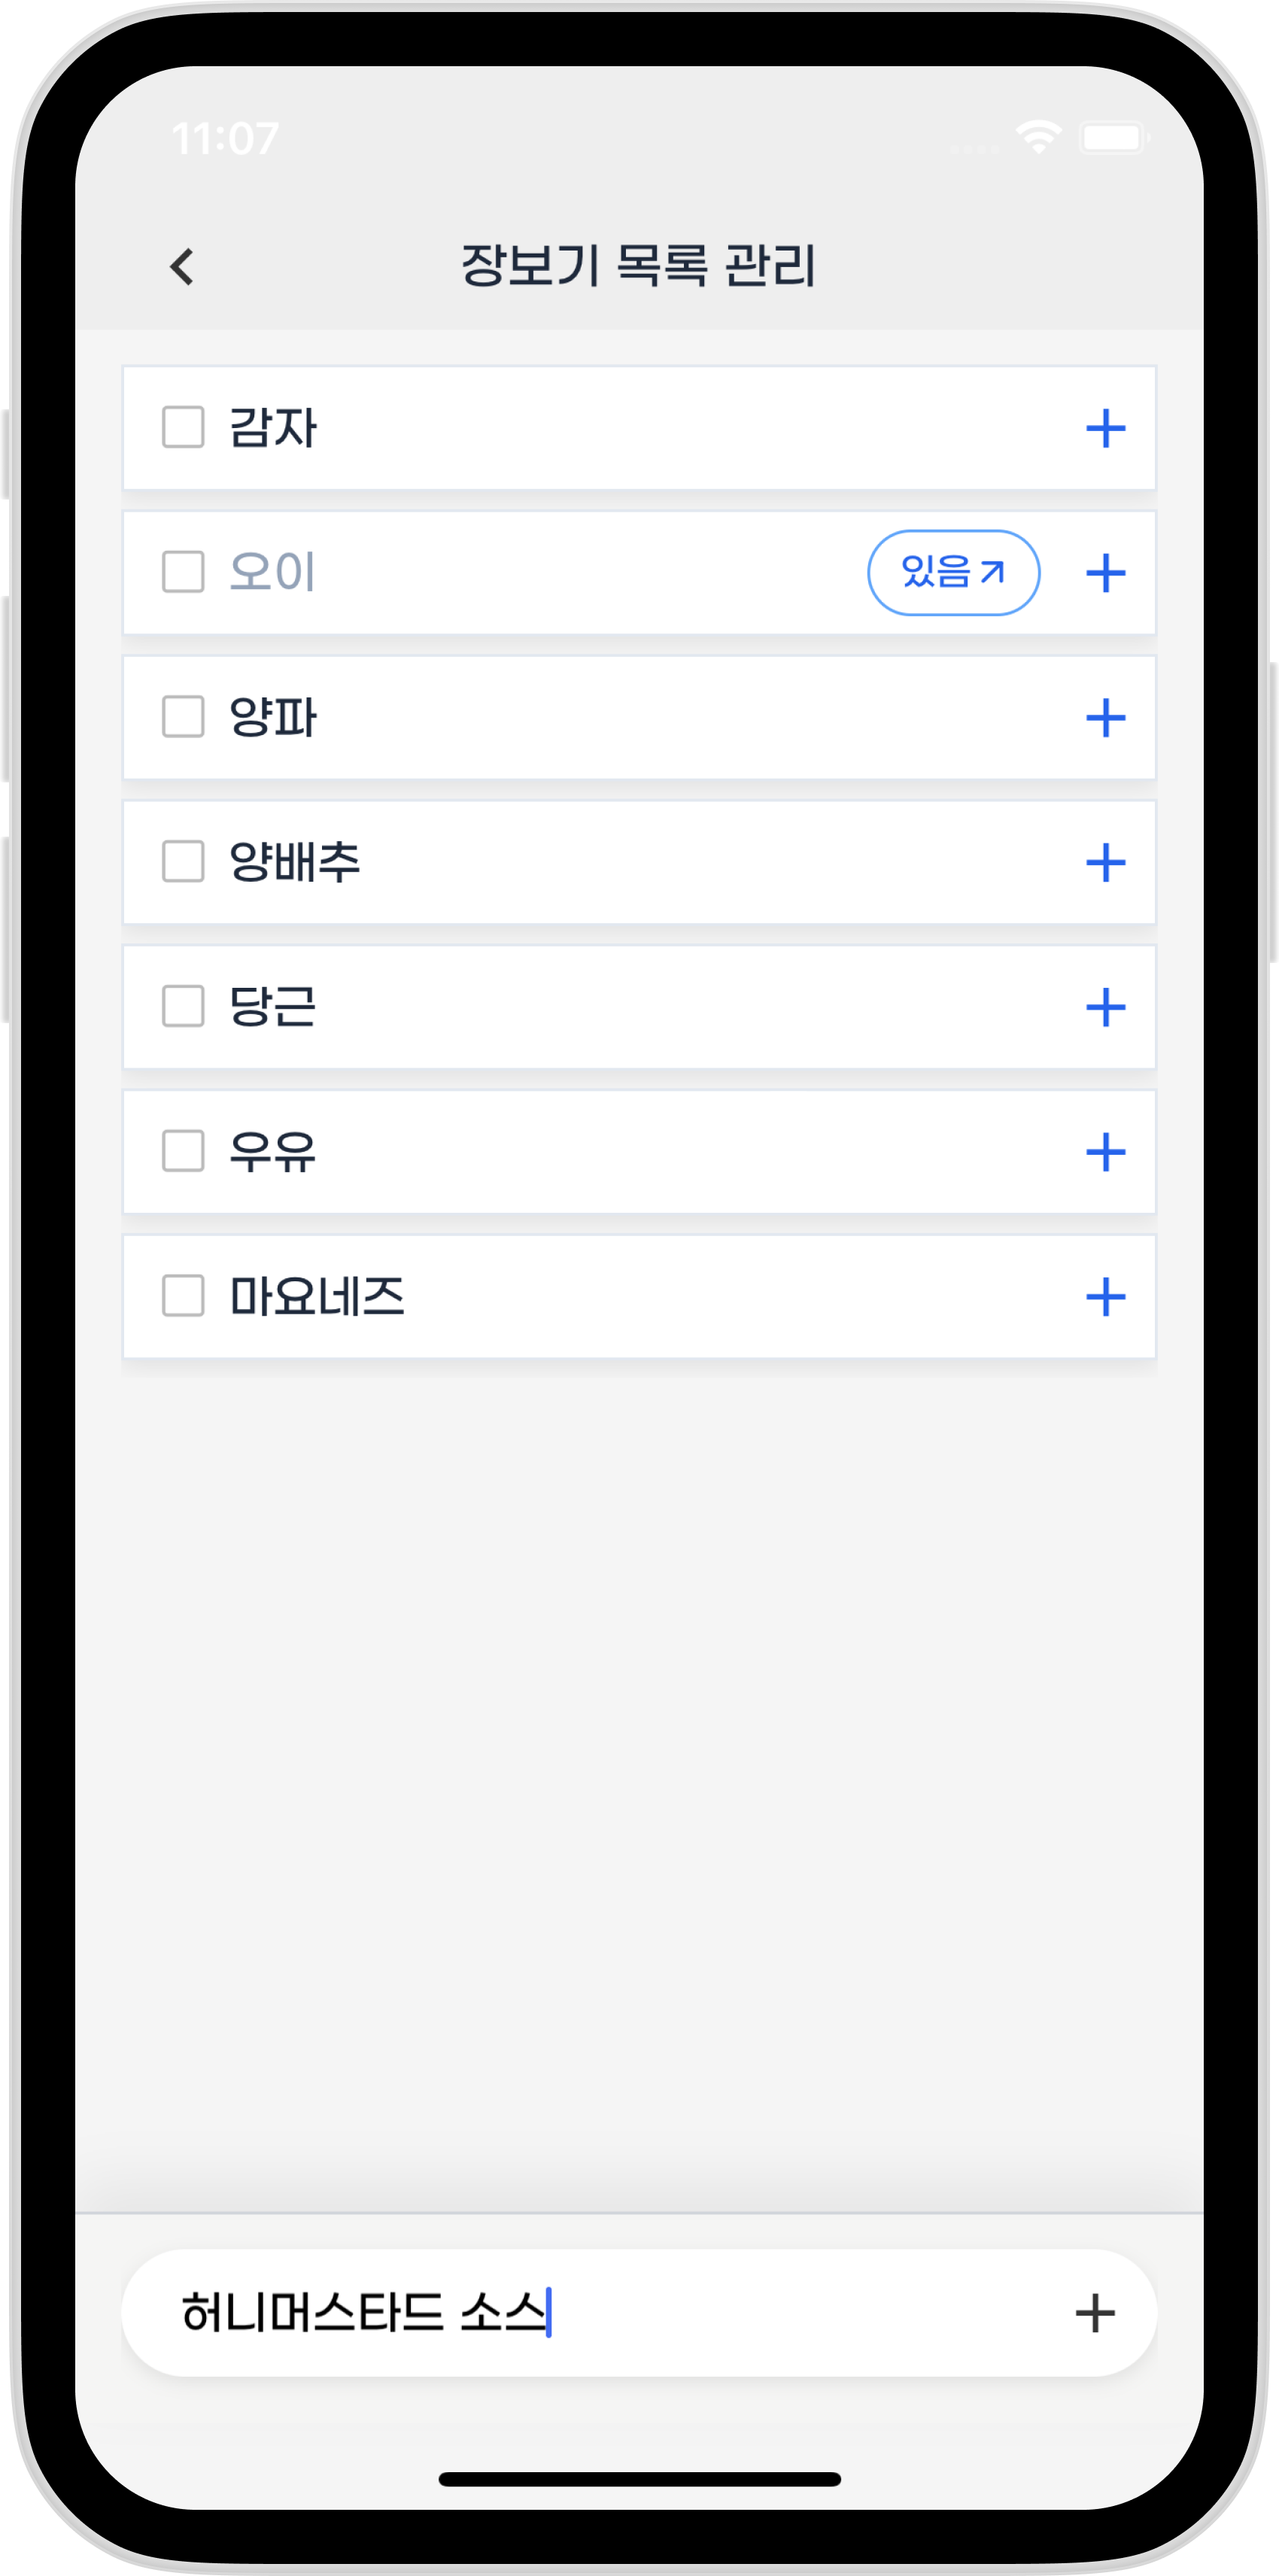 11:07
장보기 목록 관리
감자
오이 있음
양파
양배추
당근
우유
마요네즈
허니머스타드 소스